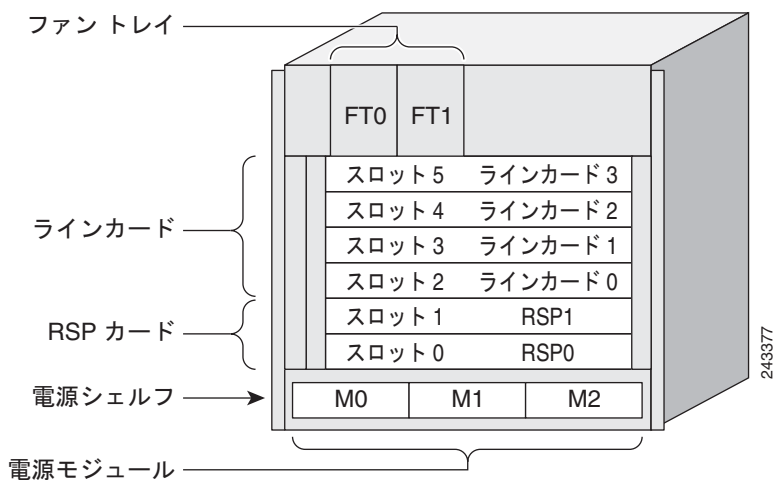 ファン トレイ
FT0 FT1
スロット 5 ラインカード 3
スロット 4 ラインカード 2
ラインカード
スロット 3 ラインカード 1
スロット 2 ラインカード 0
スロット 1 RSP1
RSP カード
スロット 0 RSP0
電源シェルフ
M0 M1 M2
電源モジュール
243377